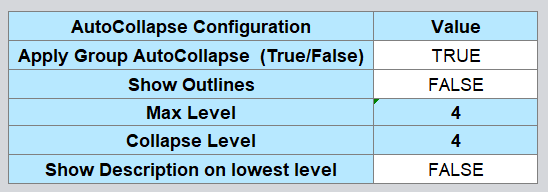 AutoCollapse Configuration Value
Apply Group AutoCollapse (True/False) TRUE
Show Outlines FALSE
Max Level 4
Collapse Level 4
Show Description on lowest level FALSE